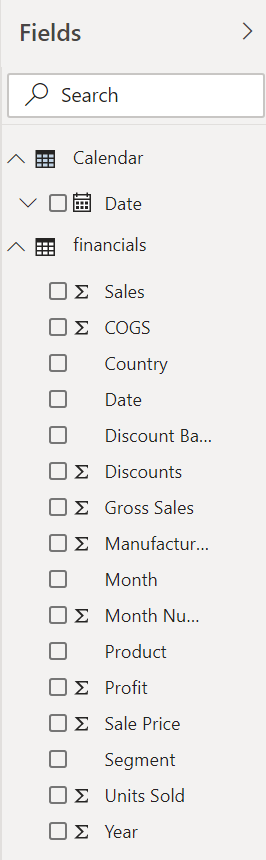 Fields
Search
Calendar
Date
financials
Σ Sales
Σ COGS
Country
Date
Discount Ba...
Σ Discounts
Σ Gross Sales
Σ Manufactur...
Month
Σ Month Nu...
Product
Σ Profit
Σ Sale Price
Segment
Σ Units Sold
Σ Year